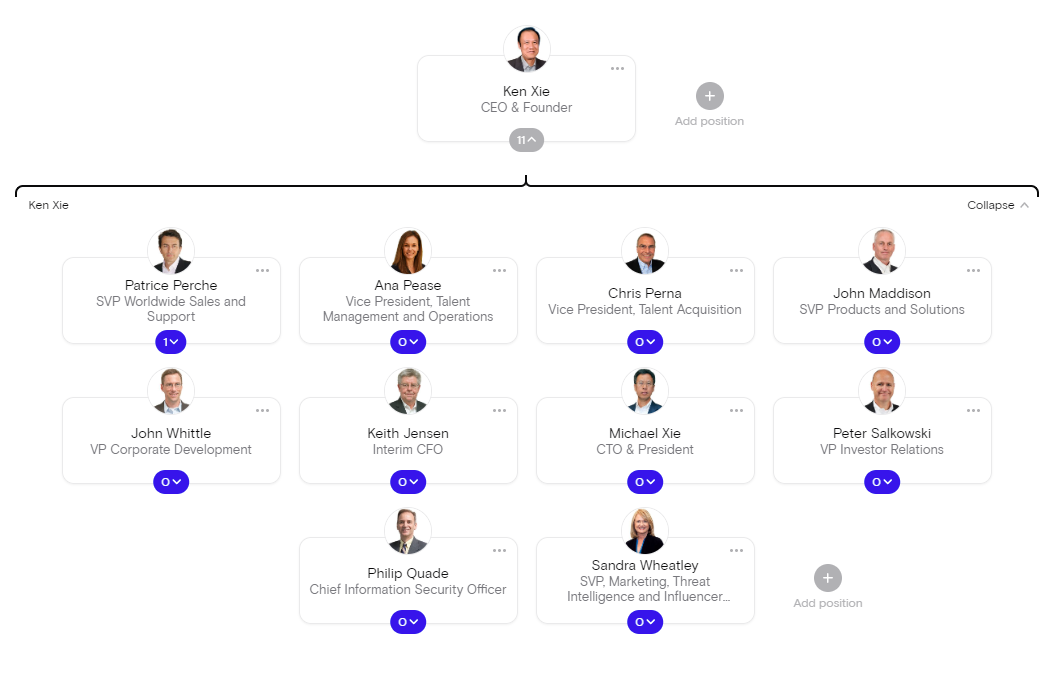 Ken Xie
CEO & Founder
11
Add position
Ken Xie
Collapse
Patrice Perche
SVP Worldwide Sales and
Support
1
Ana Pease
Vice President, Talent
Management and Operations
0
Chris Perna
Vice President, Talent Acquisition
0
John Maddison
SVP Products and Solutions
0
John Whittle
VP Corporate Development
0
Keith Jensen
Interim CFO
0
Michael Xie
CTO & President
0
Peter Salkowski
VP Investor Relations
0
Philip Quade
Chief Information Security Officer
0
Sandra Wheatley
SVP, Marketing, Threat
Intelligence and Influencer...
0
Add position